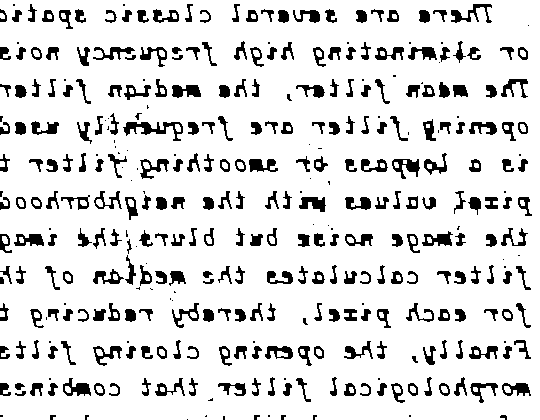 There are several classic spatia
or eliminating high frequency nois
The mean filter, the median filter
opening filter are frequently used
is a lowpass or smoothing filter t
pixel values with the neighborhood
the image noise but blurs the imag
filter calculates the median of th
for each pixel, thereby reducing t
Finally, the opening closing filte
morphological filter that combines